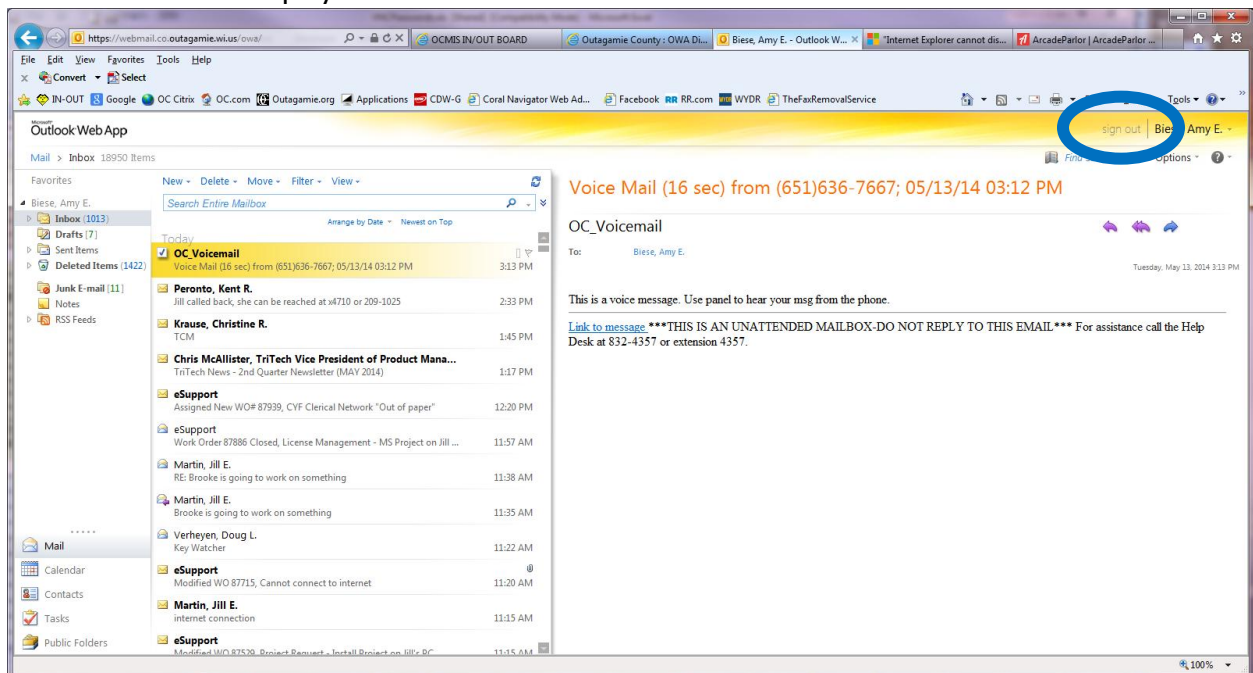 https://webmail.co.outagamie.wi.us/owa/
OCMIS IN/OUT BOARD
Outagamie County : OWA Di...
Biese, Amy E. - Outlook W...
"Internet Explorer cannot dis...
ArcadeParlor | ArcadeParlor ...
File Edit View Favorites Tools Help
x Convert Select
IN-OUT Google OC Citrix OC.com Outagamie.org Applications CDW-G Coral Navigator Web Ad... Facebook RR RR.com WYDR TheFaxRemovalService
Tools
Microsoft
Outlook Web App
sign out Biese, Amy E.
Mail > Inbox 18950 Items
Find Options
Favorites
Biese, Amy E.
Inbox (1013)
Drafts [7]
Sent Items
Deleted Items (1422)
Junk E-mail [11]
Notes
RSS Feeds
Mail
Calendar
Contacts
Tasks
Public Folders
New Delete Move Filter View
Search Entire Mailbox
Arrange by Date Newest on Top
Today
OC_Voicemail
Voice Mail (16 sec) from (651)636-7667; 05/13/14 03:12 PM 3:13 PM
Peronto, Kent R.
Jill called back, she can be reached at x4710 or 209-1025 2:33 PM
Krause, Christine R.
TCM 1:45 PM
Chris McAllister, TriTech Vice President of Product Mana...
TriTech News - 2nd Quarter Newsletter (MAY 2014) 1:17 PM
eSupport
Assigned New WO# 87939, CYF Clerical Network "Out of paper" 12:20 PM
eSupport
Work Order 87886 Closed, License Management - MS Project on Jill ... 11:57 AM
Martin, Jill E.
RE: Brooke is going to work on something 11:38 AM
Martin, Jill E.
Brooke is going to work on something 11:35 AM
Verheyen, Doug L.
Key Watcher 11:22 AM
eSupport
Modified WO 87715, Cannot connect to internet 11:20 AM
Martin, Jill E.
internet connection 11:15 AM
eSupport
Modified WO 87529, Project Request - Install Project on Jill's PC 11:15 AM
Voice Mail (16 sec) from (651)636-7667; 05/13/14 03:12 PM
OC_Voicemail
To: Biese, Amy E.
Tuesday, May 13, 2014 3:13 PM
This is a voice message. Use panel to hear your msg from the phone.
Link to message ***THIS IS AN UNATTENDED MAILBOX-DO NOT REPLY TO THIS EMAIL*** For assistance call the Help
Desk at 832-4357 or extension 4357.
100%